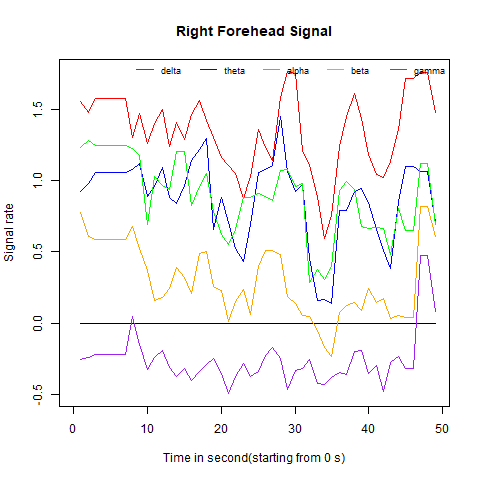 Right Forehead Signal
delta theta alpha beta gamma
Signal rate
1.5
1.0
0.5
0.0
-0.5
0 10 20 30 40 50
Time in second(starting from 0 s)